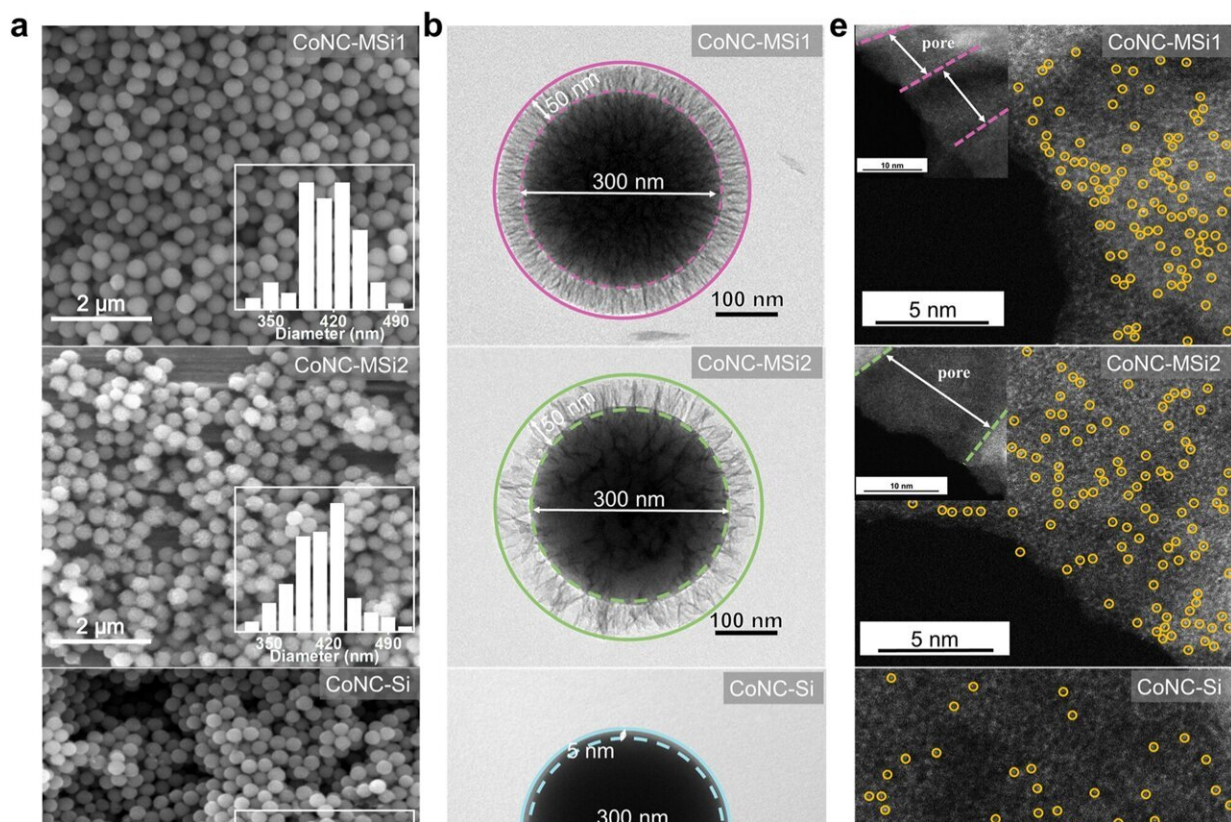 a
CoNC-MSi1
2 μm
350 420 490
Diameter (nm)
CoNC-MSi2
2 μm
350 420 490
Diameter (nm)
CoNC-Si
b
CoNC-MSi1
50 nm
300 nm
100 nm
CoNC-MSi2
50 nm
300 nm
100 nm
CoNC-Si
5 nm
300 nm
e
CoNC-MSi1
pore
10 nm
5 nm
CoNC-MSi2
pore
10 nm
5 nm
CoNC-Si